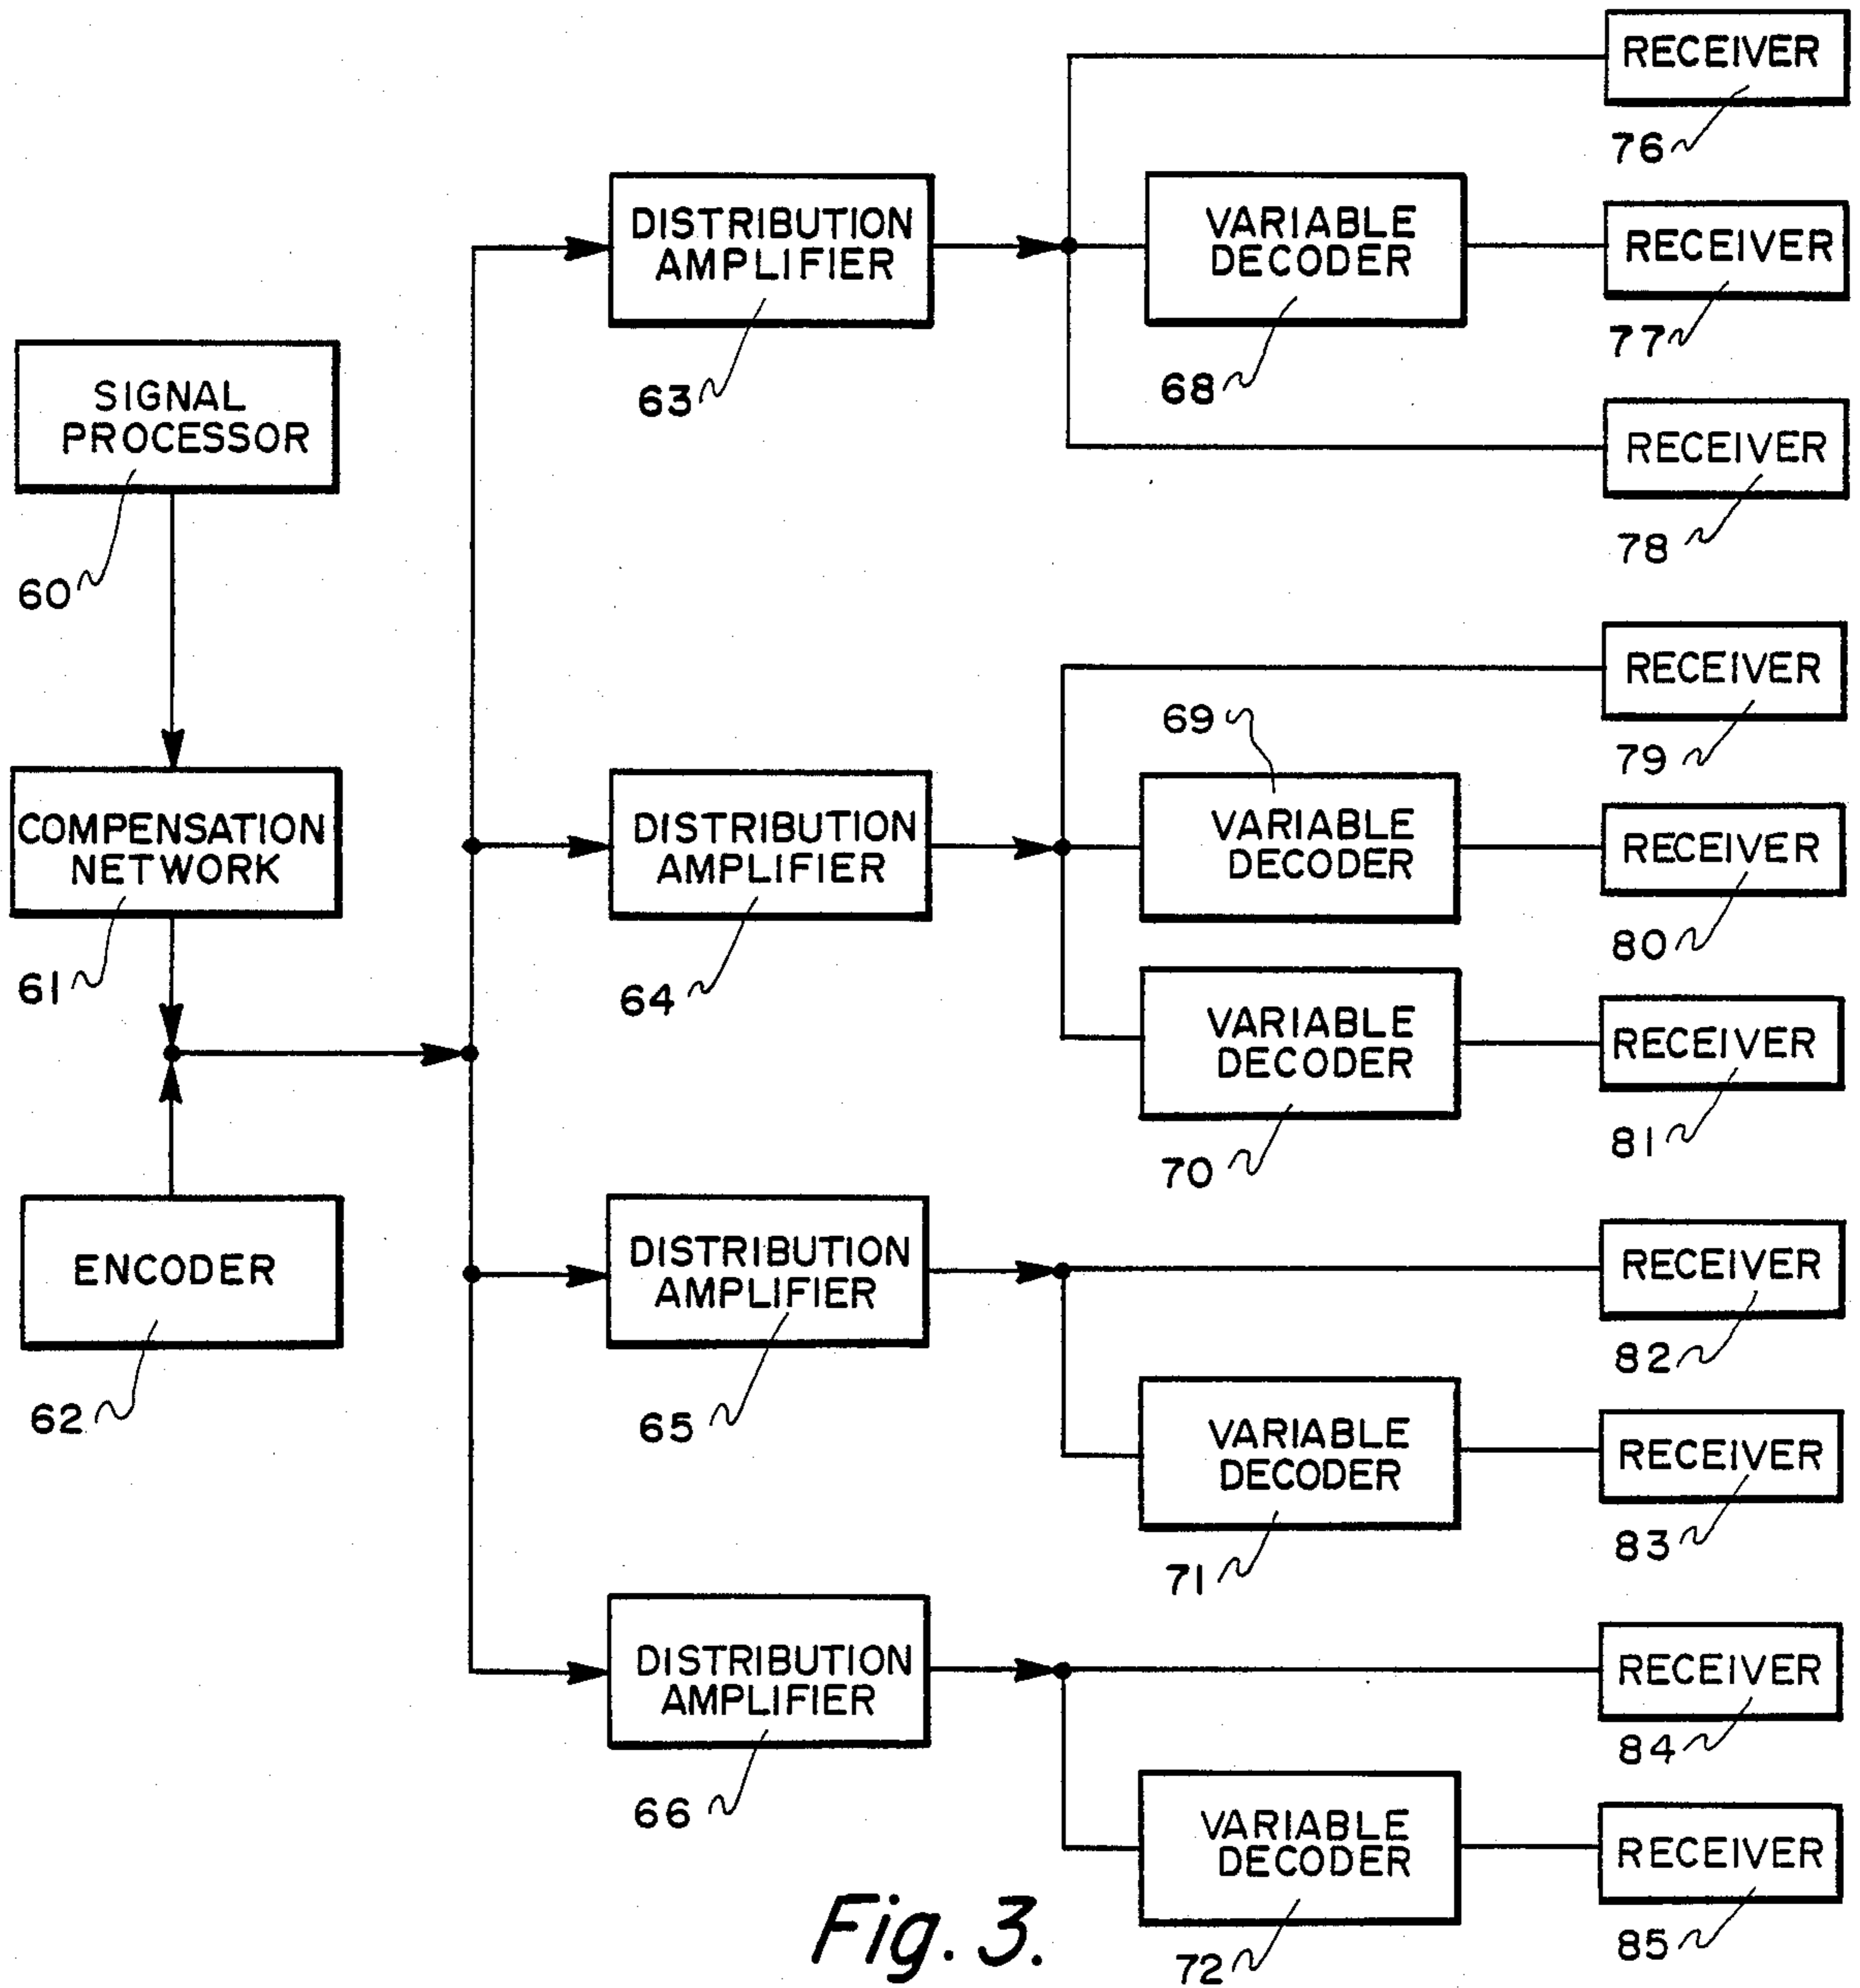 RECEIVER
76
DISTRIBUTION
AMPLIFIER
63
VARIABLE
DECODER
68
RECEIVER
77
RECEIVER
78
SIGNAL
PROCESSOR
60
COMPENSATION
NETWORK
61
ENCODER
62
DISTRIBUTION
AMPLIFIER
64
69
VARIABLE
DECODER
VARIABLE
DECODER
70
RECEIVER
79
RECEIVER
80
RECEIVER
81
DISTRIBUTION
AMPLIFIER
65
VARIABLE
DECODER
71
RECEIVER
82
RECEIVER
83
DISTRIBUTION
AMPLIFIER
66
VARIABLE
DECODER
72
RECEIVER
84
RECEIVER
85
Fig. 3.